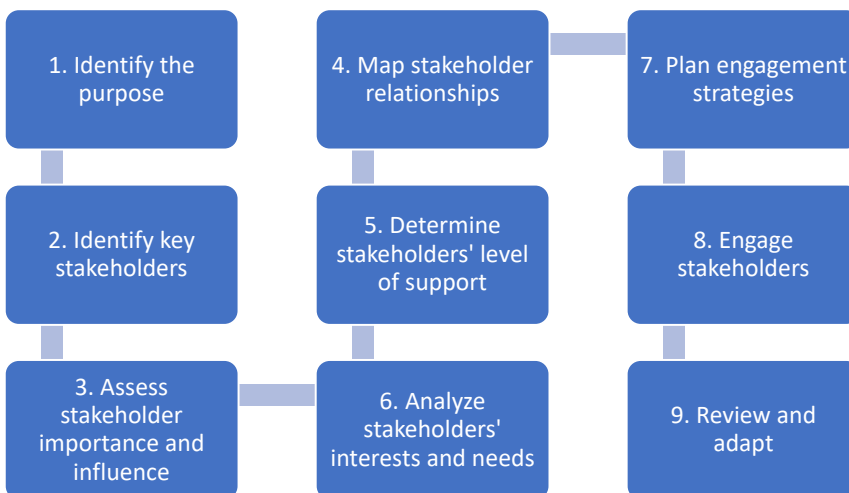 1. Identify the
purpose
2. Identify key
stakeholders
3. Assess
stakeholder
importance and
influence
4. Map stakeholder
relationships
5. Determine
stakeholders' level
of support
6. Analyze
stakeholders'
interests and needs
7. Plan engagement
strategies
8. Engage
stakeholders
9. Review and
adapt